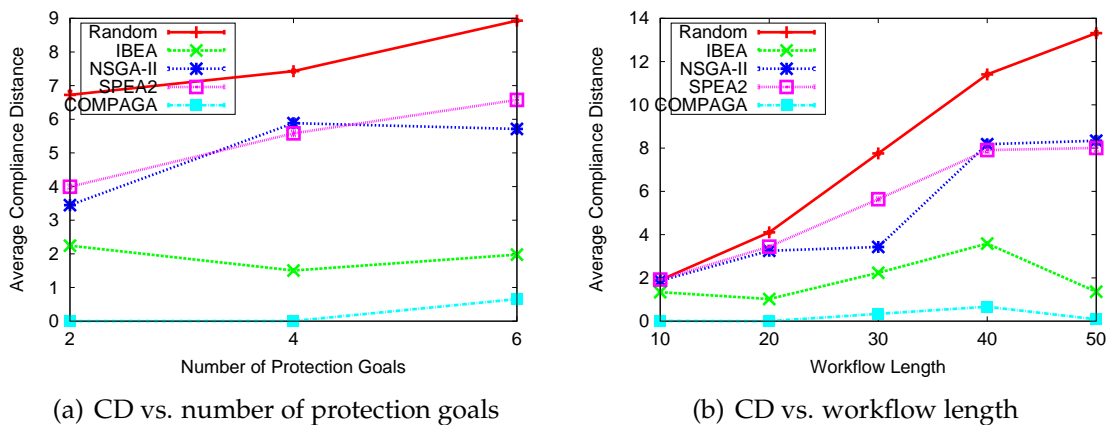 9
8
7
6
5
4
3
2
1
0
Average Compliance Distance
Random
IBEA
NSGA-II
SPEA2
COMPAGA
2
4
6
Number of Protection Goals
(a) CD vs. number of protection goals
14
12
10
8
6
4
2
0
Average Compliance Distance
Random
IBEA
NSGA-II
SPEA2
COMPAGA
10
20
30
40
50
Workflow Length
(b) CD vs. workflow length